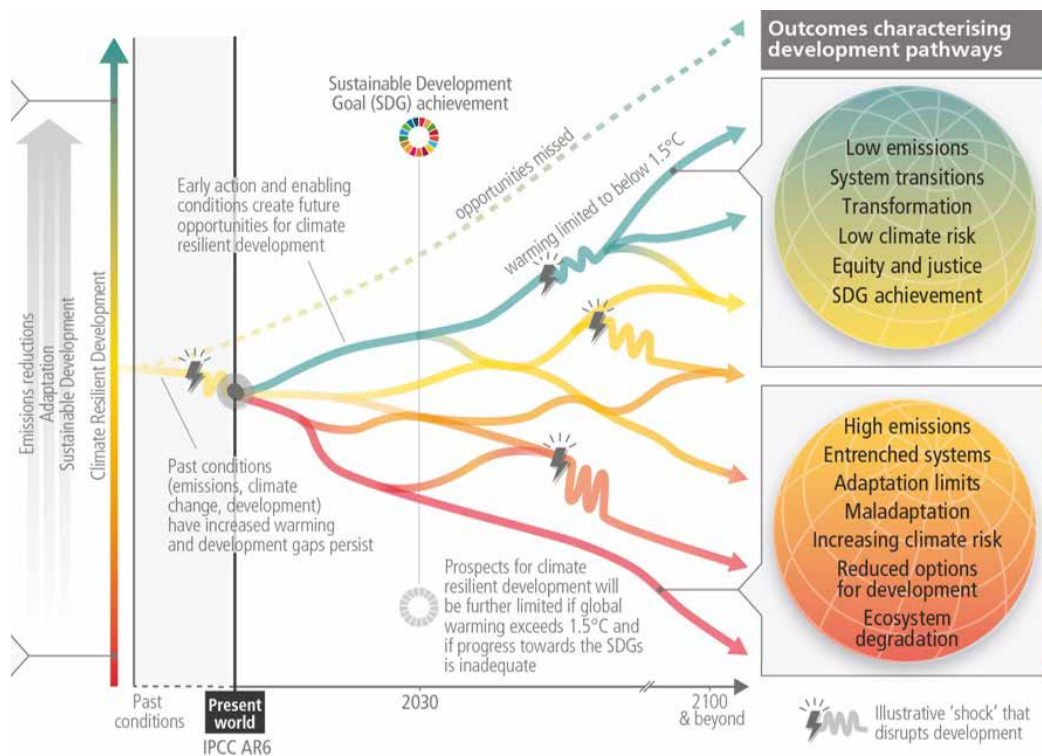 Outcomes characterising
development pathways
Sustainable Development
Goal (SDG) achievement
opportunities missed
warming limited to below 1.5°C
Early action and enabling
conditions create future
opportunities for climate
resilient development
Low emissions
System transitions
Transformation
Low climate risk
Equity and justice
SDG achievement
Emissions reductions
Adaptation
Sustainable Development
Climate Resilient Development
Past conditions
(emissions, climate
change, development)
have increased warming
and development gaps persist
Prospects for climate
resilient development will
be further limited if global
warming exceeds 1.5°C and
if progress towards the SDGs
is inadequate
High emissions
Entrenched systems
Adaptation limits
Maladaptation
Increasing climate risk
Reduced options
for development
Ecosystem
degradation
Past
conditions
Present
world
IPCC AR6
2030
2100
& beyond
Illustrative 'shock' that
disrupts development